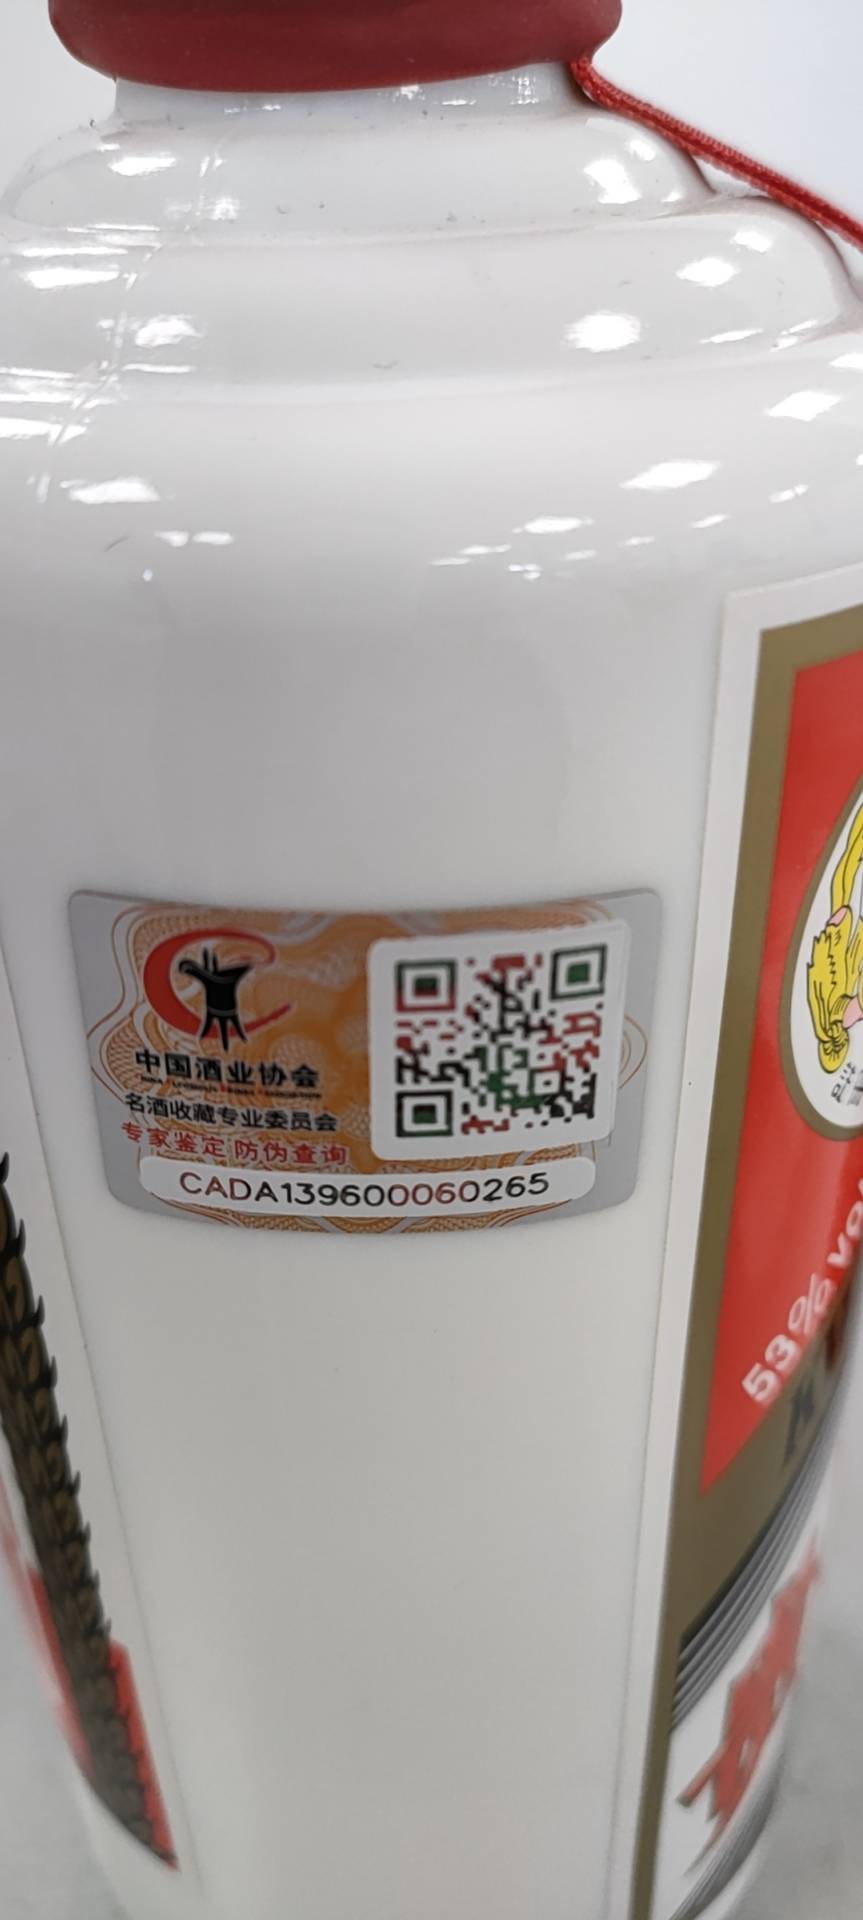 中国酒业协会
名酒收藏专业委员会
专家鉴定 防伪查询
CADA139600060265
53% vol